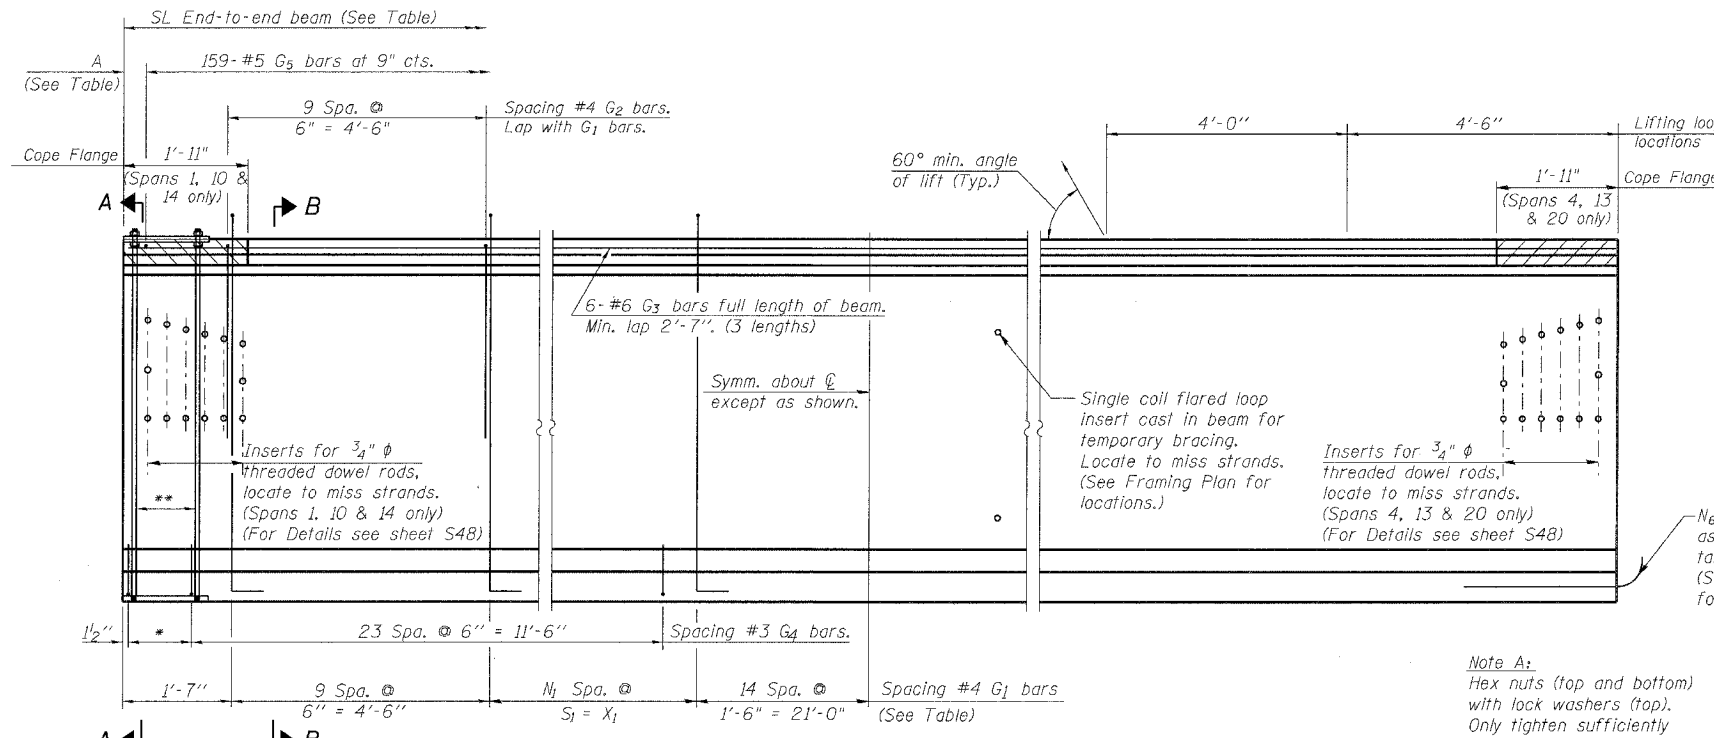 SL End-to-end beam (See Table)
A
(See Table)
159-#5 G5 bars at 9" cts.
9 Spa. @
6" = 4'-6"
Spacing #4 G2 bars.
Lap with G1 bars.
Cope Flange
1'-11"
(Spans 1, 10 &
14 only)
A
B
60° min. angle
of lift (Typ.)
4'-0"
4'-6"
Lifting loo
locations
1'-11"
Cope Flange
(Spans 4, 13
& 20 only)
6-#6 G3 bars full length of beam.
Min. lap 2'-7". (3 lengths)
Symm. about ℄
except as shown.
Single coil flared loop
insert cast in beam for
temporary bracing.
Locate to miss strands.
(See Framing Plan for
locations.)
Inserts for 3/4" ϕ
threaded dowel rods,
locate to miss strands.
(Spans 1, 10 & 14 only)
(For Details see sheet S48)
**
Inserts for 3/4" ϕ
threaded dowel rods,
locate to miss strands.
(Spans 4, 13 & 20 only)
(For Details see sheet S48)
Ne
as
ta
(S
fo
1½"
*
23 Spa. @ 6" = 11'-6"
Spacing #3 G4 bars.
1'-7"
9 Spa. @
6" = 4'-6"
N1 Spa. @
S1 = X1
14 Spa. @
1'-6" = 21'-0"
Spacing #4 G1 bars
(See Table)
Note A:
Hex nuts (top and bottom)
with lock washers (top).
Only tighten sufficiently
A
B